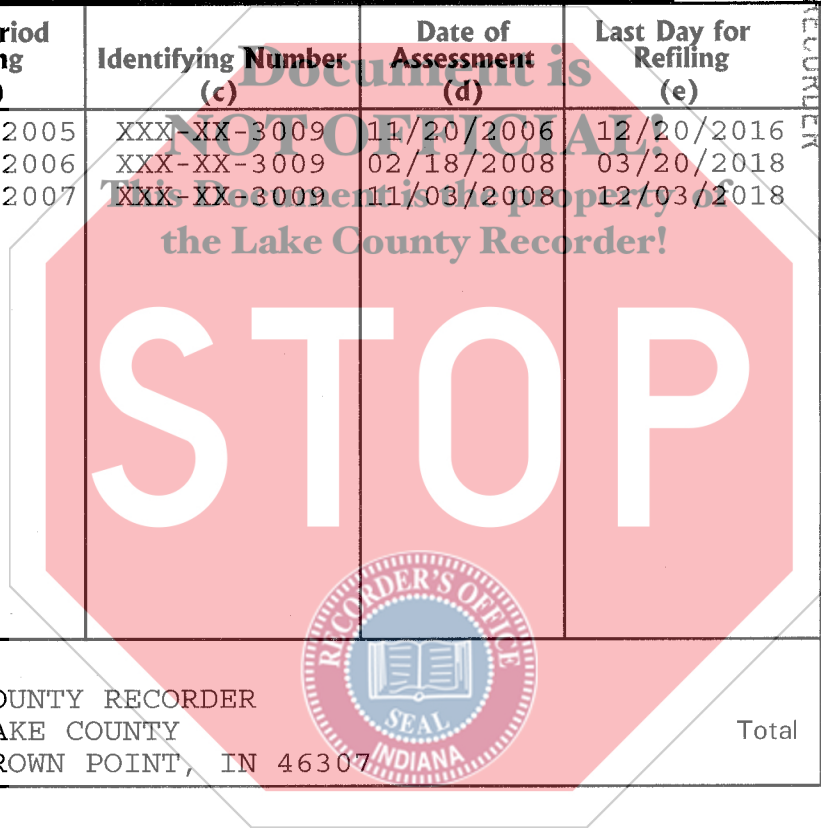 riod
ng
Identifying Number
(c)
Date of
Assessment
(d)
Last Day for
Refiling
(e)
RECORDER
Document is
NOT OFFICIAL!
This Document is the property of
the Lake County Recorder!
2005 XXX-XX-3009 11/20/2006 12/20/2016
2006 XXX-XX-3009 02/18/2008 03/20/2018
2007 XXX-XX-3009 11/03/2008 12/03/2018
STOP
RECORDER'S OFFICE
SEAL
INDIANA
OUNTY RECORDER
AKE COUNTY
ROWN POINT, IN 46307
Total